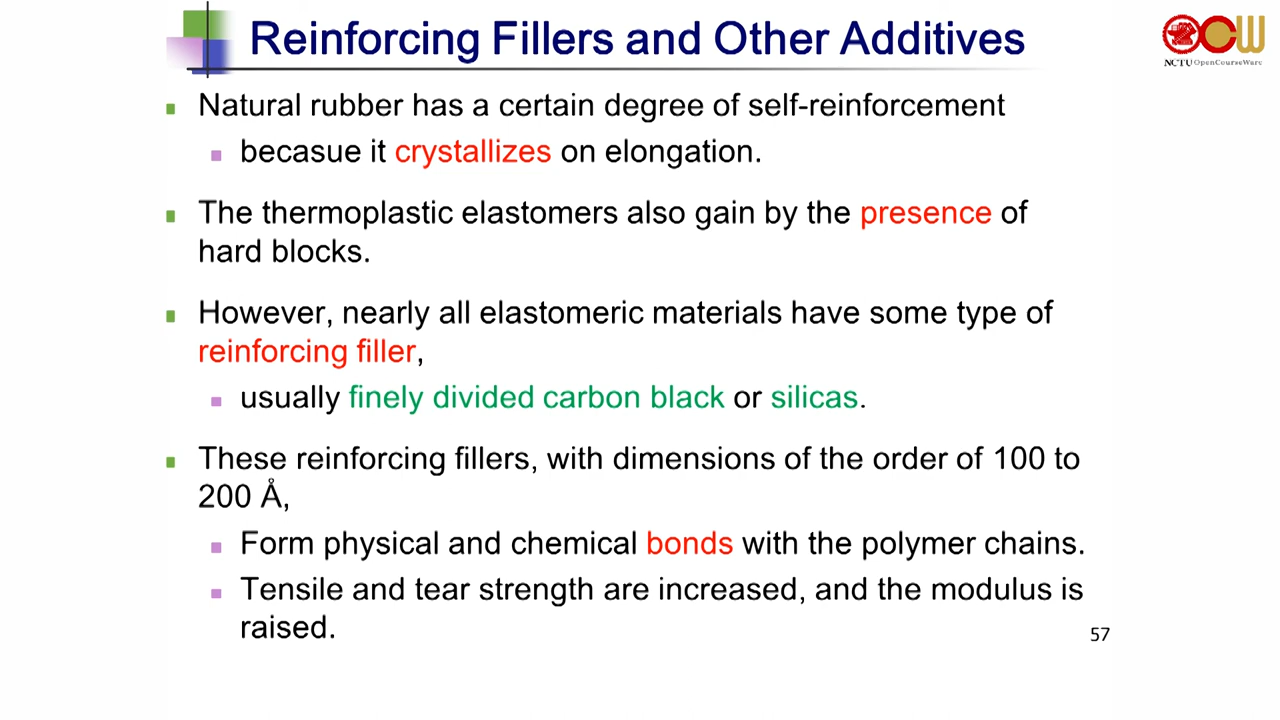 Reinforcing Fillers and Other Additives
NCTU OpenCourseWare
Natural rubber has a certain degree of self-reinforcement
becasue it crystallizes on elongation.
The thermoplastic elastomers also gain by the presence of
hard blocks.
However, nearly all elastomeric materials have some type of
reinforcing filler,
usually finely divided carbon black or silicas.
These reinforcing fillers, with dimensions of the order of 100 to
200 Å,
Form physical and chemical bonds with the polymer chains.
Tensile and tear strength are increased, and the modulus is
raised.
57